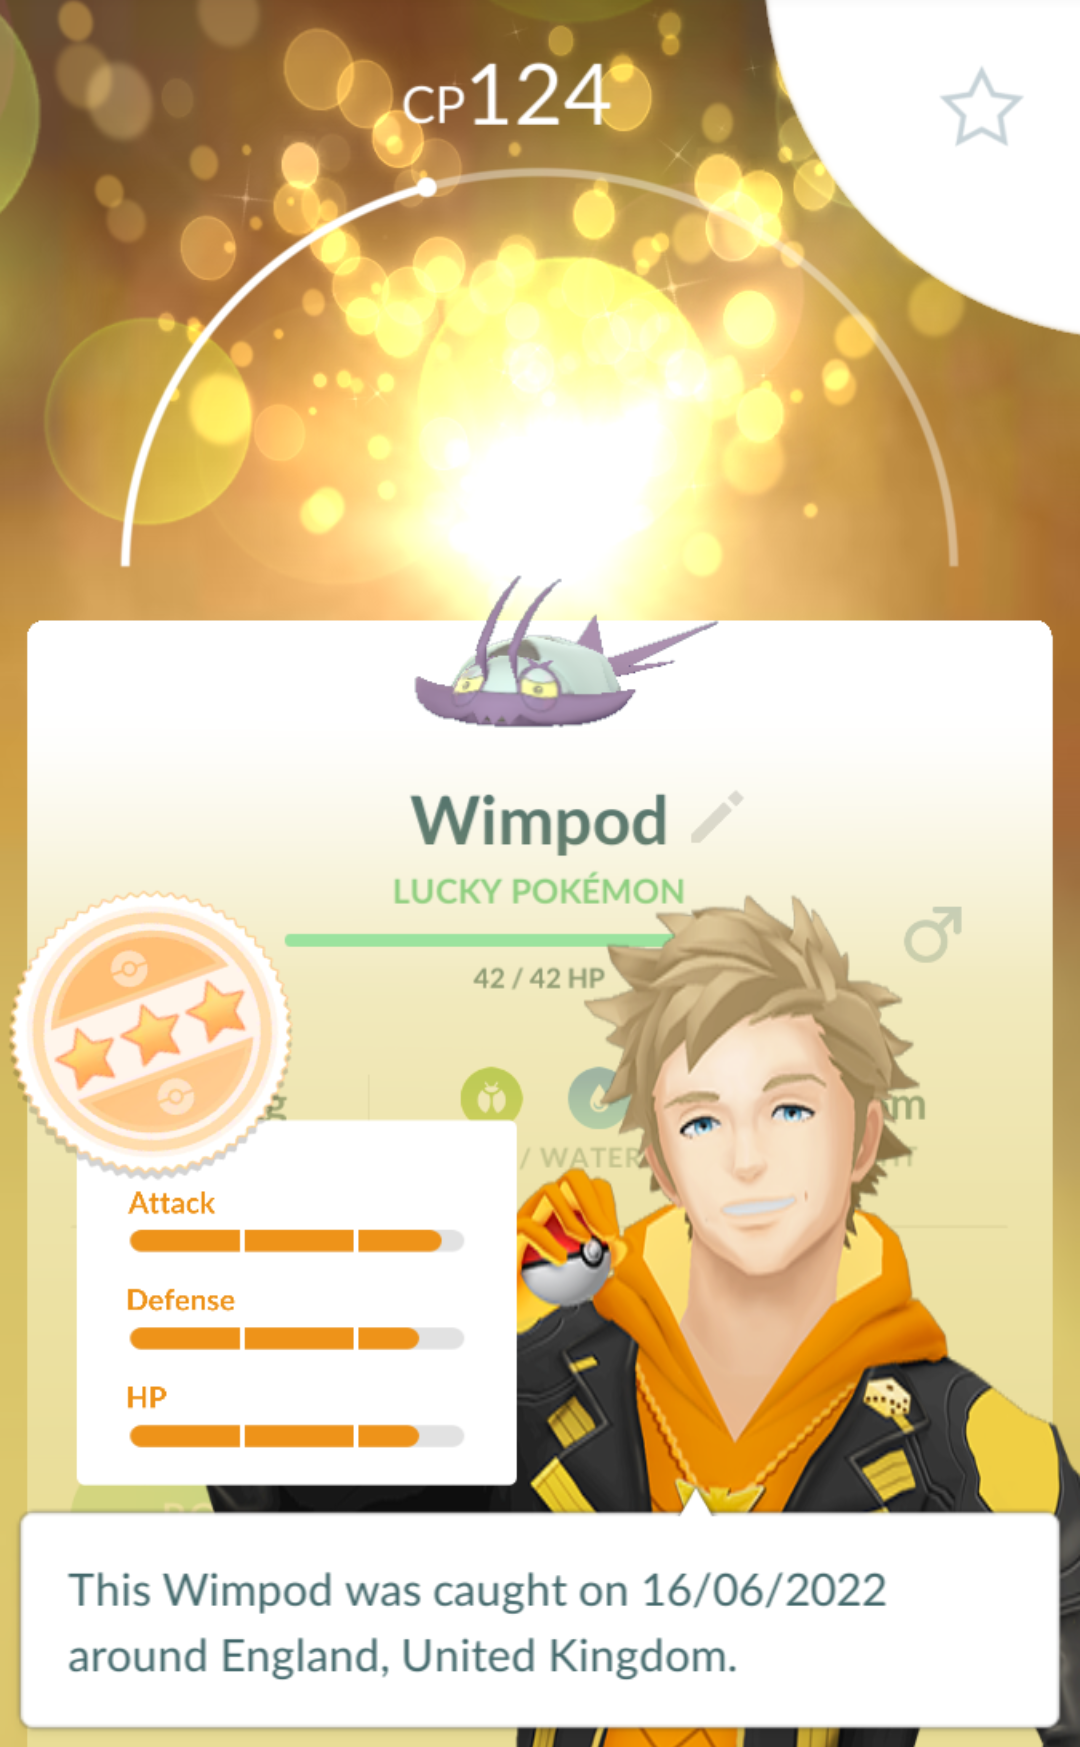 CP124
Wimpod
LUCKY POKÉMON
42 / 42 HP
/ WATER
Attack
Defense
HP
This Wimpod was caught on 16/06/2022
around England, United Kingdom.